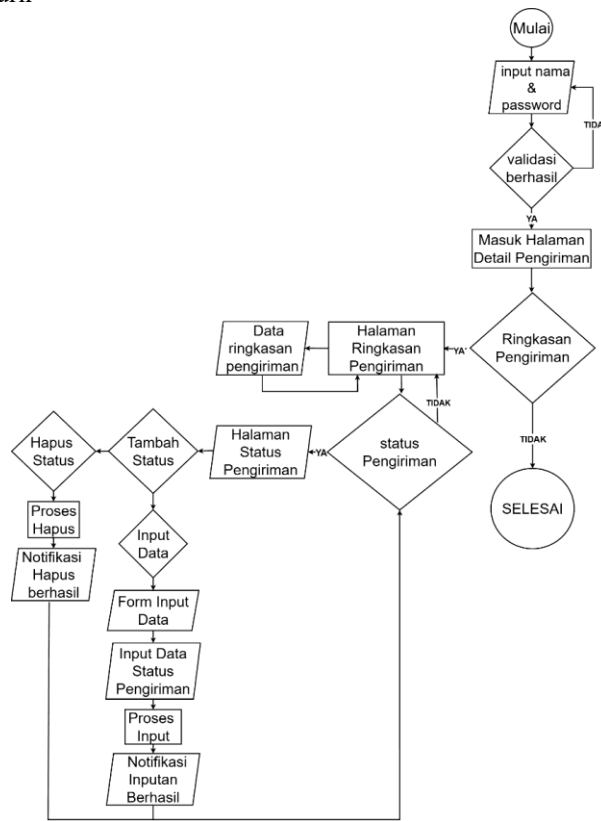 Mulai
input nama
&
password
TIDA
validasi
berhasil
YA
Masuk Halaman
Detail Pengiriman
Ringkasan
Pengiriman
YA
TIDAK
SELESAI
Halaman
Ringkasan
Pengiriman
Data
ringkasan
pengiriman
TIDAK
status
Pengiriman
YA
Halaman
Status
Pengiriman
Tambah
Status
Hapus
Status
Proses
Hapus
Notifikasi
Hapus
berhasil
Input
Data
Form Input
Data
Input Data
Status
Pengiriman
Proses
Input
Notifikasi
Inputan
Berhasil